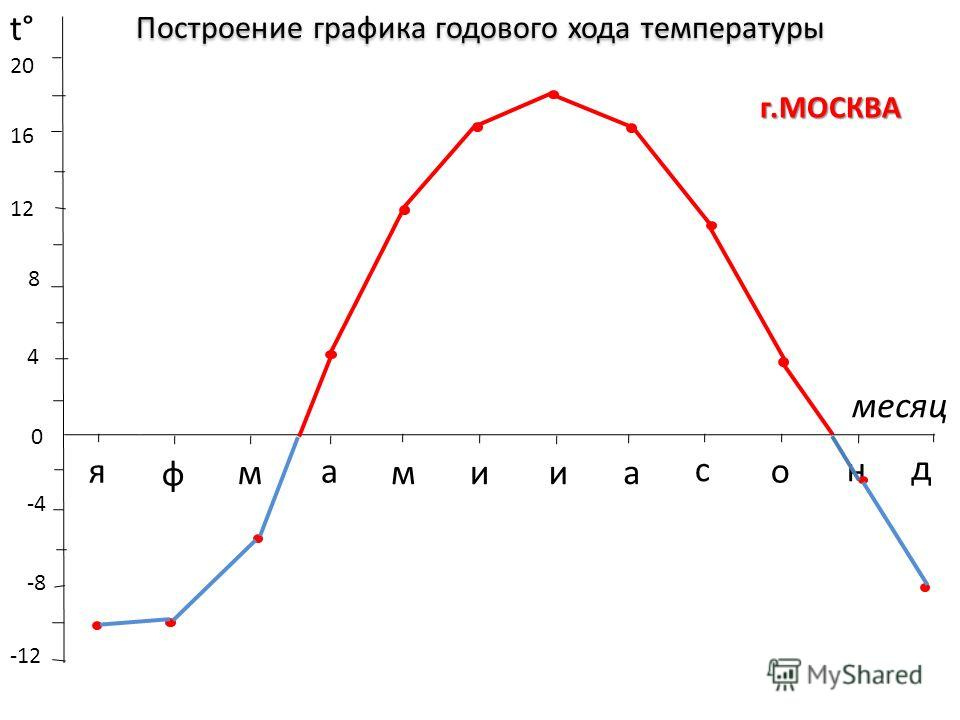 t° Построение графика годового хода температуры
20
г.МОСКВА
16
12
8
4
месяц
0
я ф м а м и и а с о н д
-4
-8
-12
MyShared